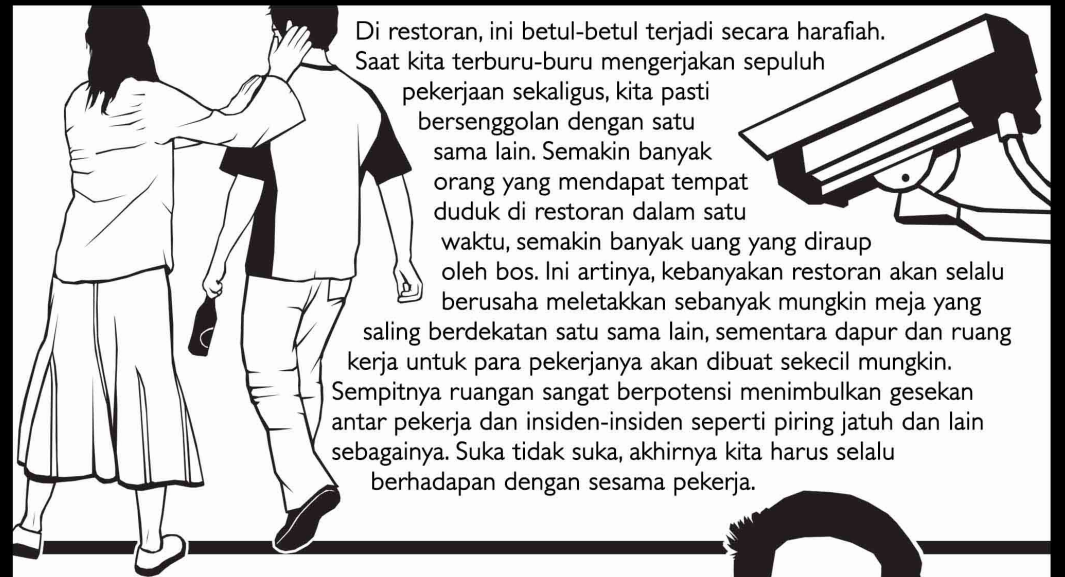 Di restoran, ini betul-betul terjadi secara harafiah.
Saat kita terburu-buru mengerjakan sepuluh
pekerjaan sekaligus, kita pasti
bersenggolan dengan satu
sama lain. Semakin banyak
orang yang mendapat tempat
duduk di restoran dalam satu
waktu, semakin banyak uang yang diraup
oleh bos. Ini artinya, kebanyakan restoran akan selalu
berusaha meletakkan sebanyak mungkin meja yang
saling berdekatan satu sama lain, sementara dapur dan ruang
kerja untuk para pekerjanya akan dibuat sekecil mungkin.
Sempitnya ruangan sangat berpotensi menimbulkan gesekan
antar pekerja dan insiden-insiden seperti piring jatuh dan lain
sebagainya. Suka tidak suka, akhirnya kita harus selalu
berhadapan dengan sesama pekerja.